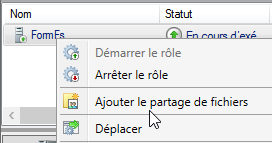 Nom Statut
FormFs En cours d'exé
Démarrer le rôle
Arrêter le rôle
Ajouter le partage de fichiers
Déplacer